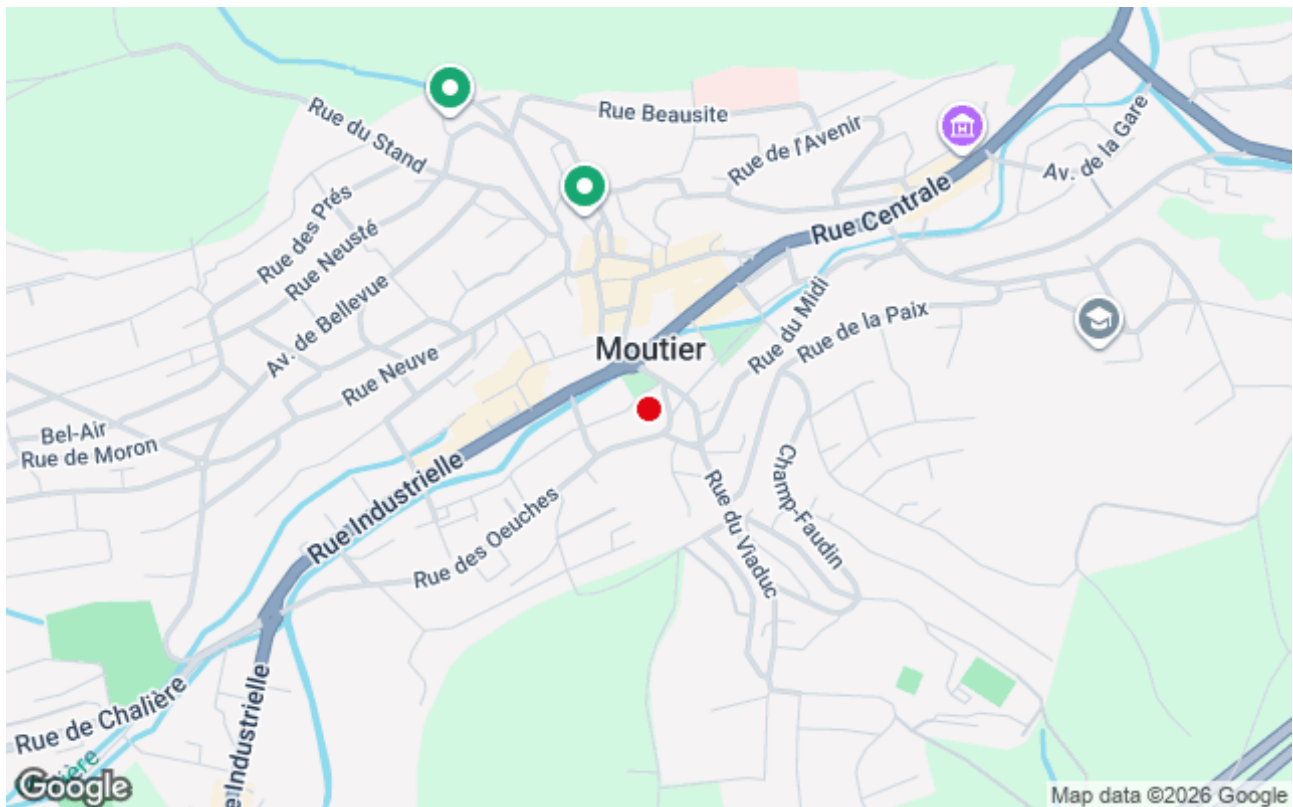 Rue Beausite
Rue du Stand
Rue de l'Avenir
Av. de la Gare
Rue Centrale
Rue des Prés
Rue Neusté
Av. de Bellevue
Rue du Midi
Rue de la Paix
Moutier
Rue Neuve
Bel-Air
Rue de Moron
Rue Industrielle
Rue des Oeuches
Champ-Faudin
Rue du Viaduc
Rue de Chalière
e Industrielle
ière
Google
Map data ©2026 Google